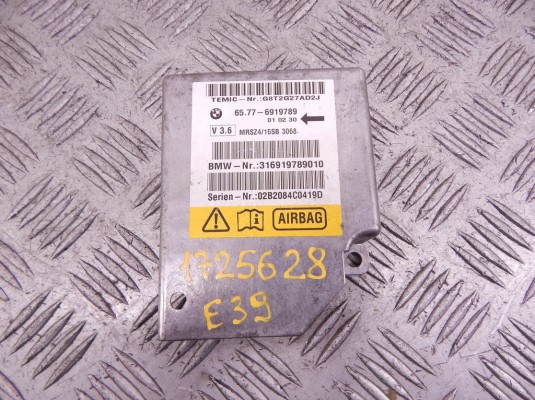 TEMIC-Nr.:G8T2G27AD2J
65.77-6919789
01 02 30
V 3.6 MRSZ4/16SB 3068
BMW-Nr.:316919789010
Serien-Nr.:02B2084C0419D
AIRBAG
1725628
E39